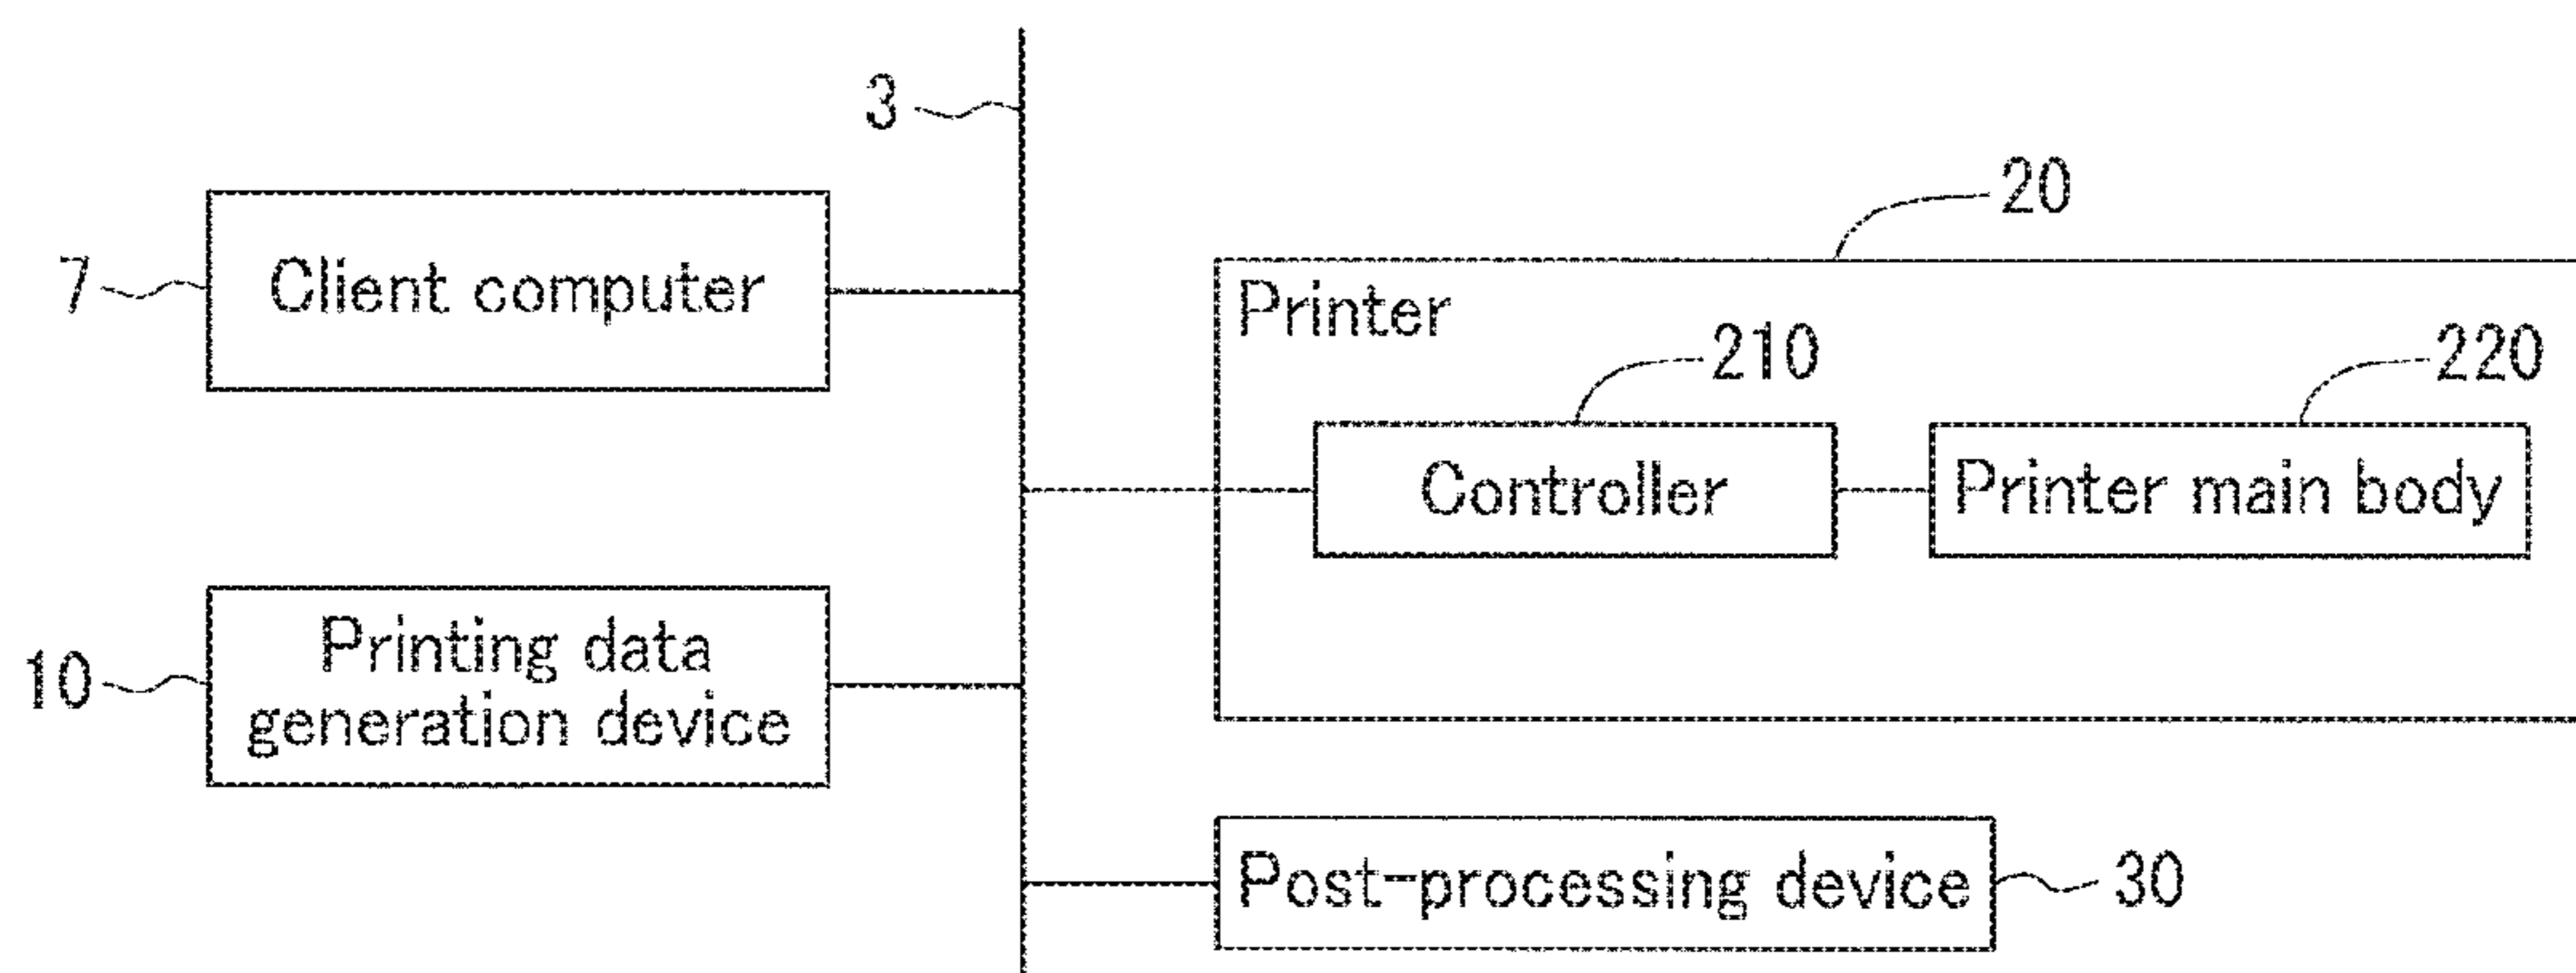 3
20
7
Client computer
Printer
210
220
Controller
Printer main body
10
Printing data
generation device
Post-processing device
30